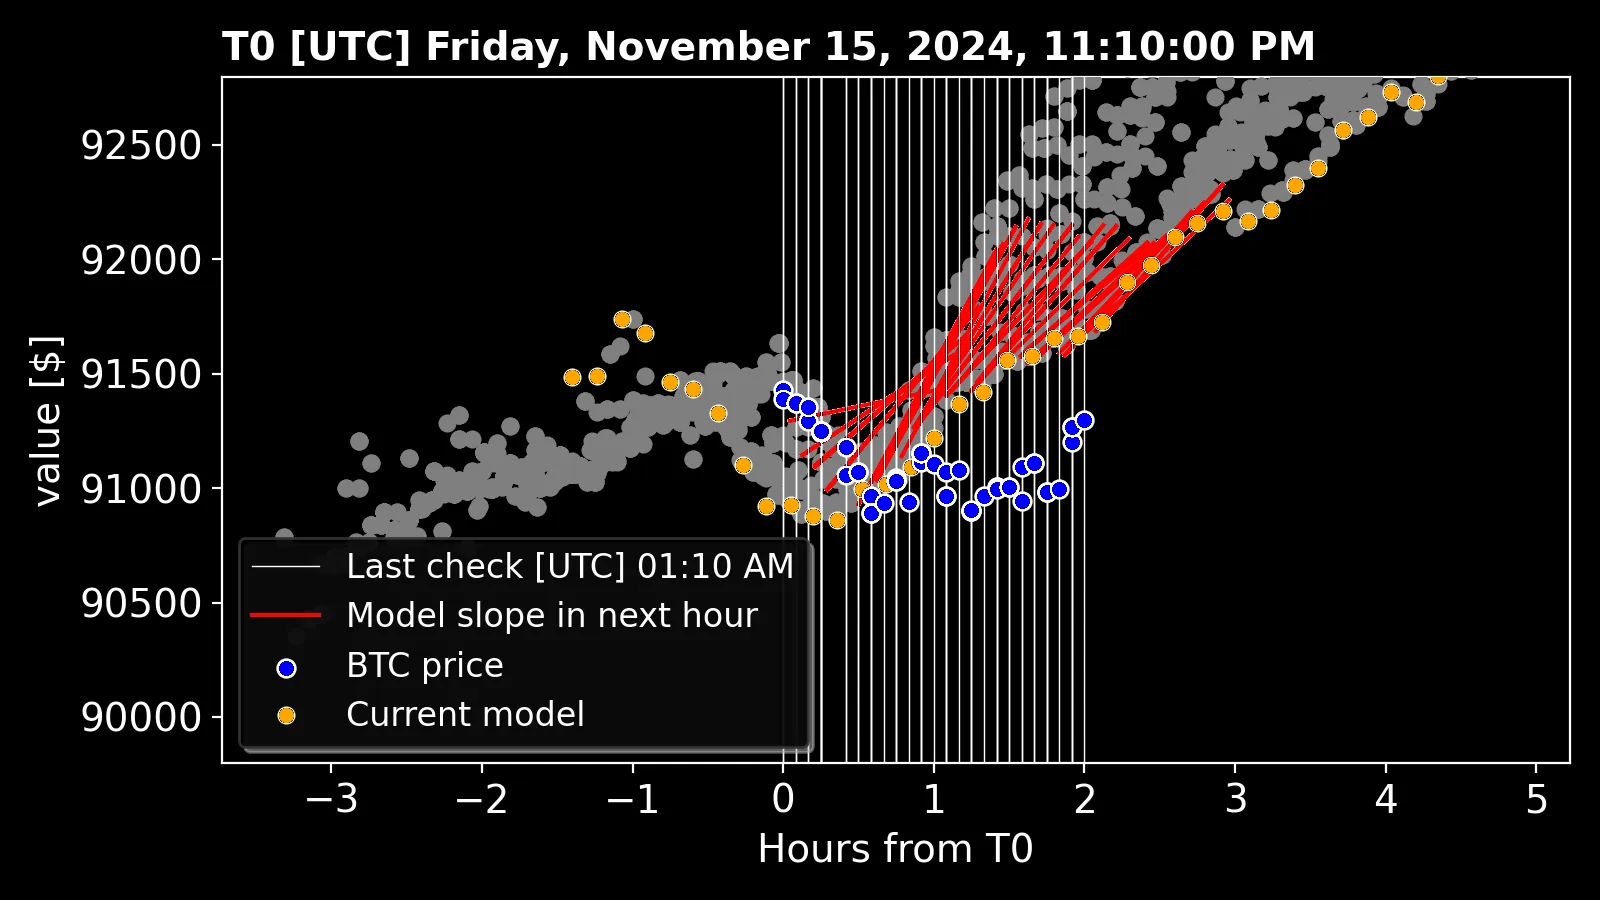 T0 [UTC] Friday, November 15, 2024, 11:10:00 PM
value [$]
92500
92000
91500
91000
90500
90000
Last check [UTC] 01:10 AM
Model slope in next hour
BTC price
Current model
−3 −2 −1 0 1 2 3 4 5
Hours from T0